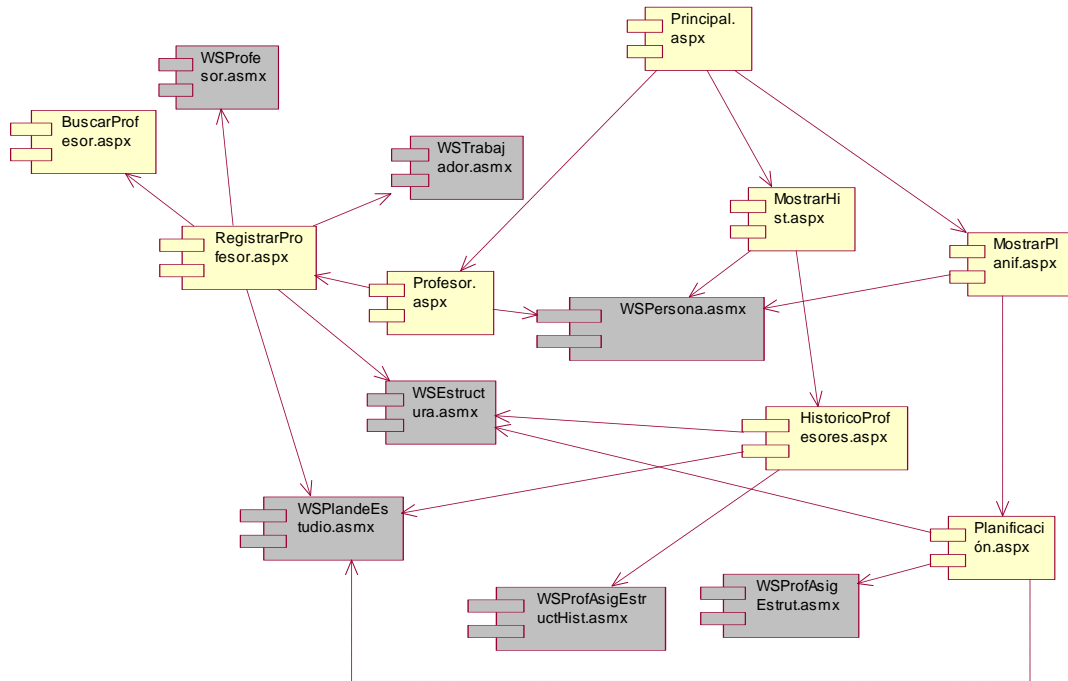 Principal.
aspx
WSProfe
sor.asmx
BuscarProf
esor.aspx
WSTrabaj
ador.asmx
MostrarHi
st.aspx
RegistrarPro
fesor.aspx
MostrarPl
anif.aspx
Profesor.
aspx
WSPersona.asmx
WSEstruct
ura.asmx
HistoricoProf
esores.aspx
WSPlandeEs
tudio.asmx
Planificaci
ón.aspx
WSProfAsigEstr
uctHist.asmx
WSProfAsig
Estrut.asmx